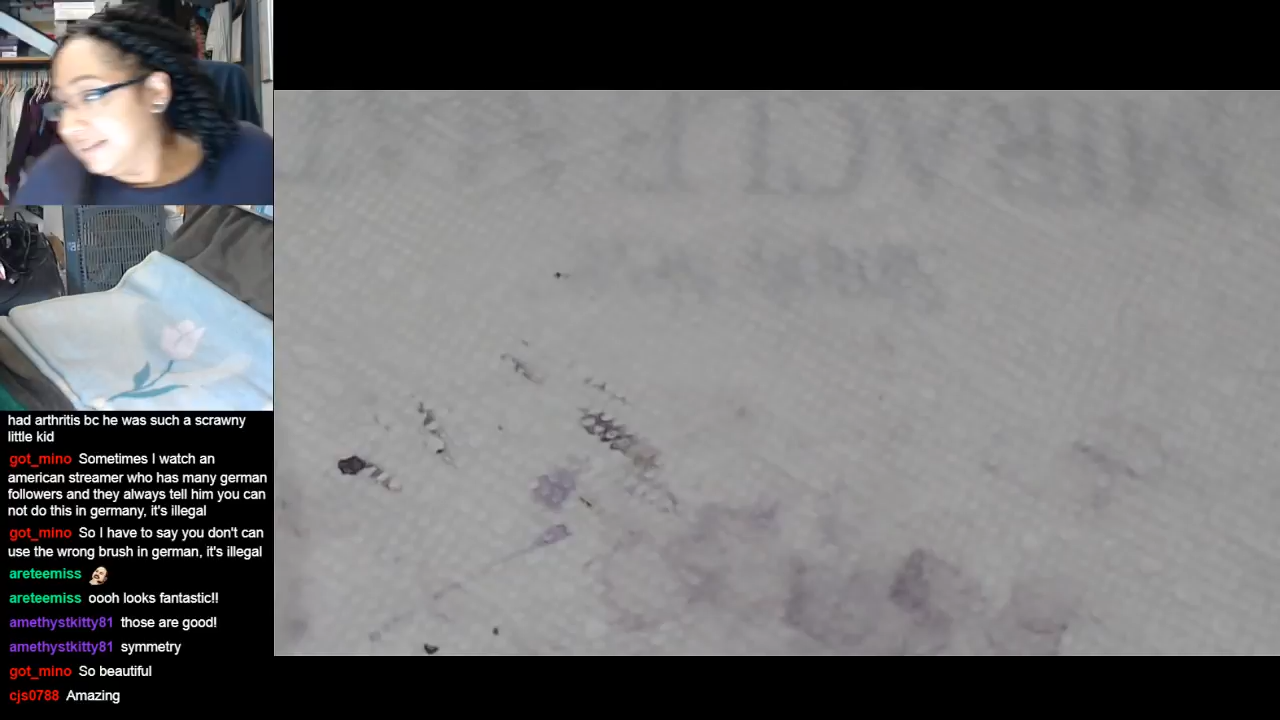 had arthritis bc he was such a scrawny
little kid
got_mino Sometimes I watch an
american streamer who has many german
followers and they always tell him you can
not do this in germany, it's illegal
got_mino So I have to say you don't can
use the wrong brush in german, it's illegal
areteemiss
areteemiss oooh looks fantastic!!
amethystkitty81 those are good!
amethystkitty81 symmetry
got_mino So beautiful
cjs0788 Amazing